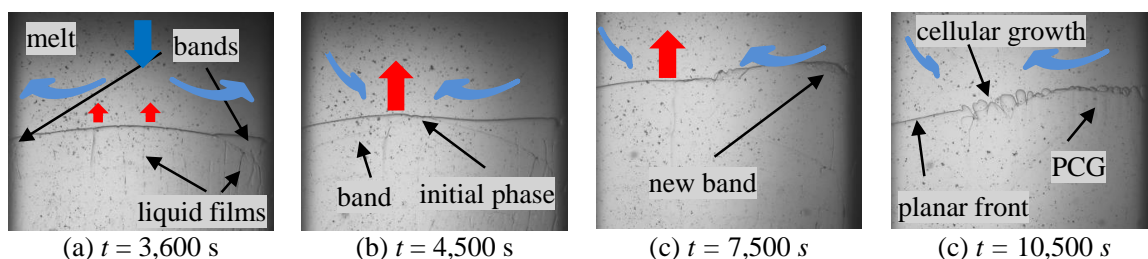 melt
bands
liquid films
(a) t = 3,600 s
band
initial phase
(b) t = 4,500 s
new band
(c) t = 7,500 s
cellular growth
PCG
planar front
(c) t = 10,500 s